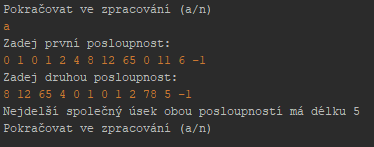 Pokračovat ve zpracování (a/n)
a
Zadej první posloupnost:
0 1 0 1 2 4 8 12 65 0 11 6 -1
Zadej druhou posloupnost:
8 12 65 4 0 1 0 1 2 78 5 -1
Nejdelší společný úsek obou posloupností má délku 5
Pokračovat ve zpracování (a/n)